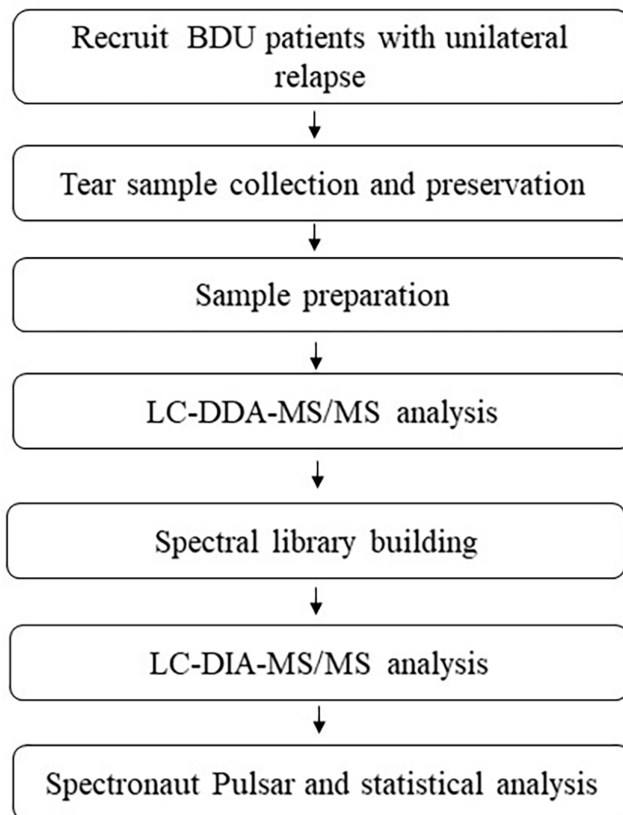 Recruit BDU patients with unilateral
relapse
Tear sample collection and preservation
Sample preparation
LC-DDA-MS/MS analysis
Spectral library building
LC-DIA-MS/MS analysis
Spectronaut Pulsar and statistical analysis